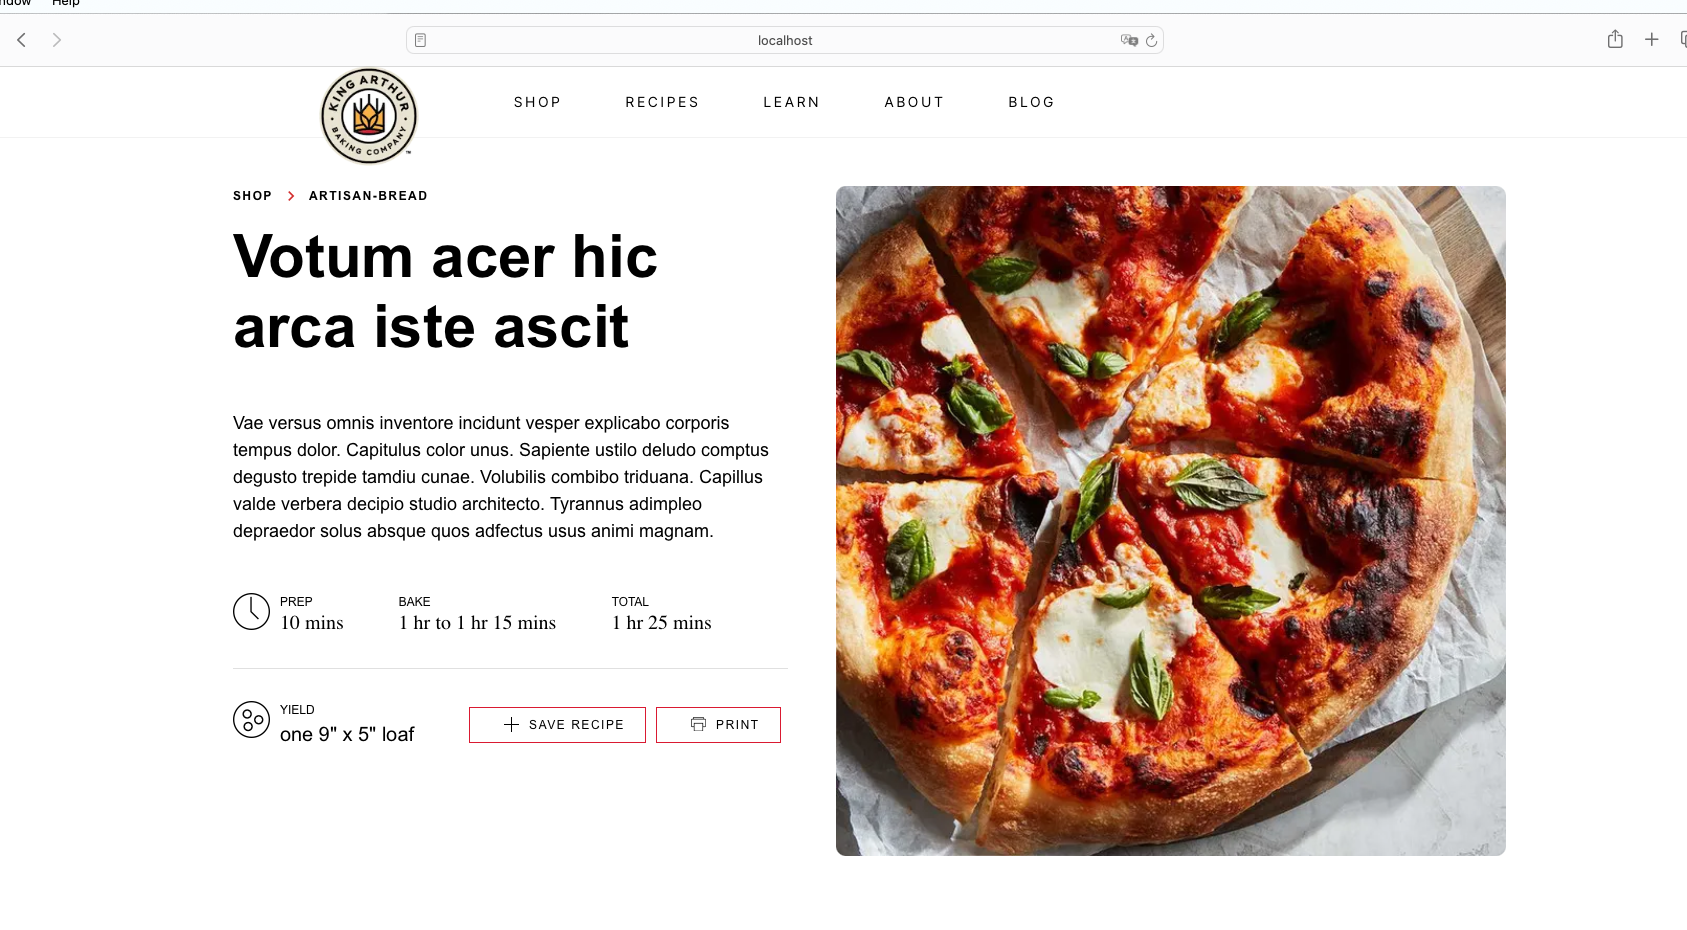 Help
localhost
KING ARTHUR
BAKING COMPANY
TM
SHOP RECIPES LEARN ABOUT BLOG
SHOP > ARTISAN-BREAD
Votum acer hic
arca iste ascit
Vae versus omnis inventore incidunt vesper explicabo corporis
tempus dolor. Capitulus color unus. Sapiente ustilo deludo comptus
degusto trepide tamdiu cunae. Volubilis combibo triduana. Capillus
valde verbera decipio studio architecto. Tyrannus adimpleo
depraedor solus absque quos adfectus usus animi magnam.
PREP BAKE TOTAL
10 mins 1 hr to 1 hr 15 mins 1 hr 25 mins
YIELD
one 9" x 5" loaf
SAVE RECIPE PRINT